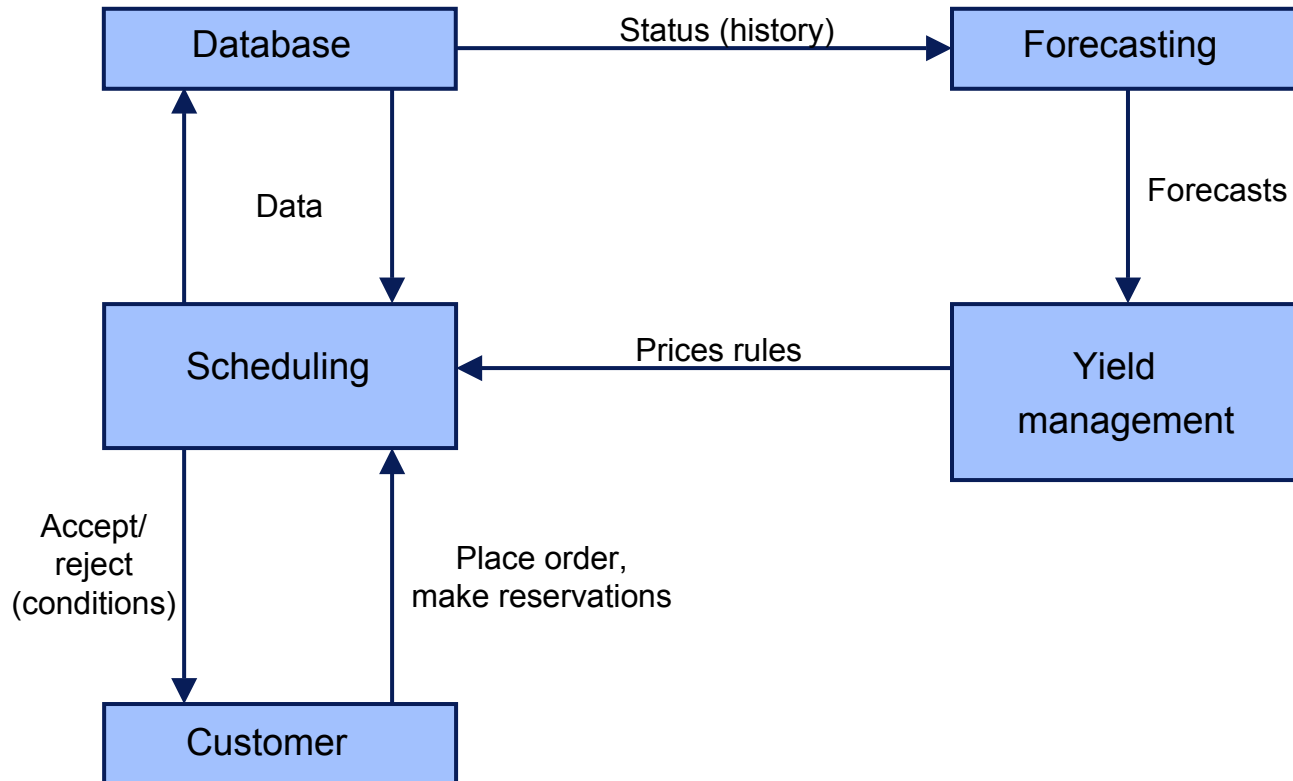 Database
Status (history)
Forecasting
Data
Forecasts
Scheduling
Prices rules
Yield
management
Accept/
reject
(conditions)
Place order,
make reservations
Customer